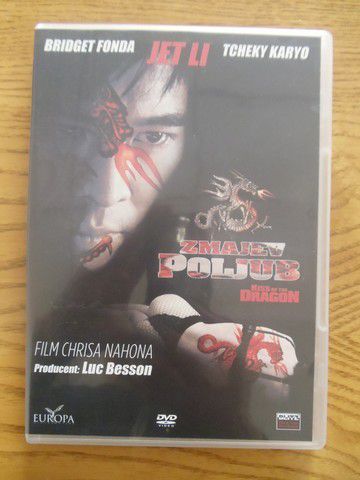 BRIDGET FONDA
JET LI
TCHEKY KARYO
ZMAJEV
POLJUB
KISS OF THE
DRAGON
FILM CHRISA NAHONA
Producent: Luc Besson
EUROPA
DVD
VIDEO
BLITZ